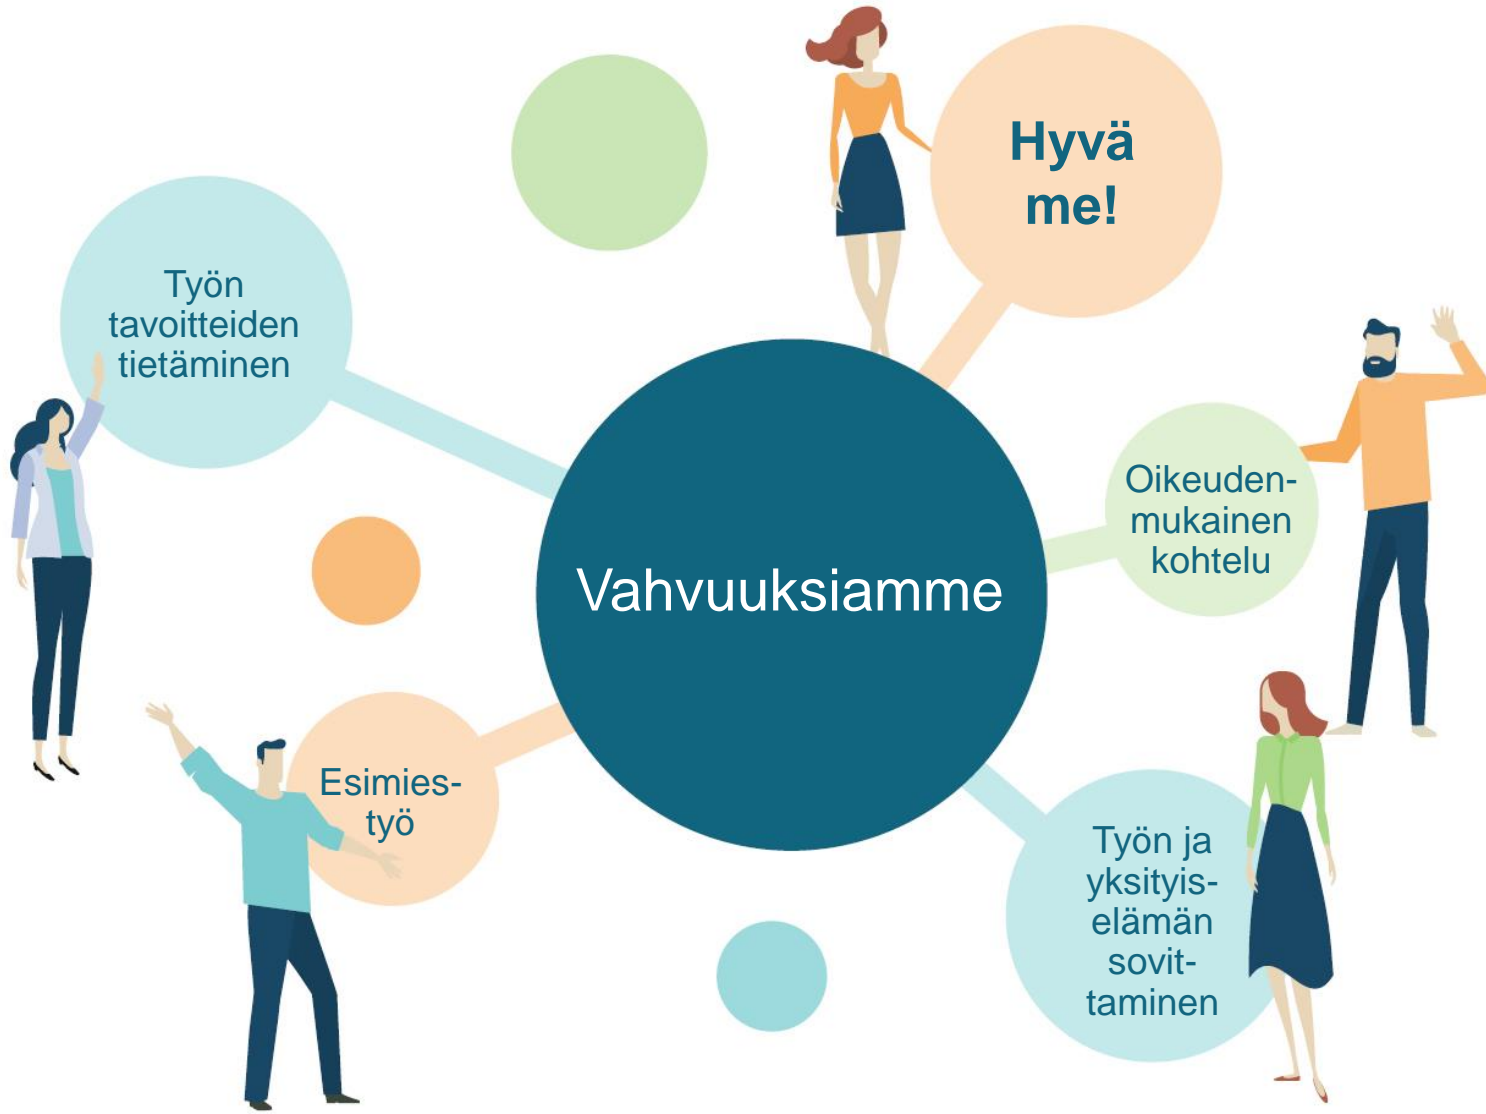 Hyvä
me!
Työn
tavoitteiden
tietäminen
Vahvuuksiamme
Oikeuden-
mukainen
kohtelu
Esimies-
työ
Työn ja
yksityis-
elämän
sovit-
taminen